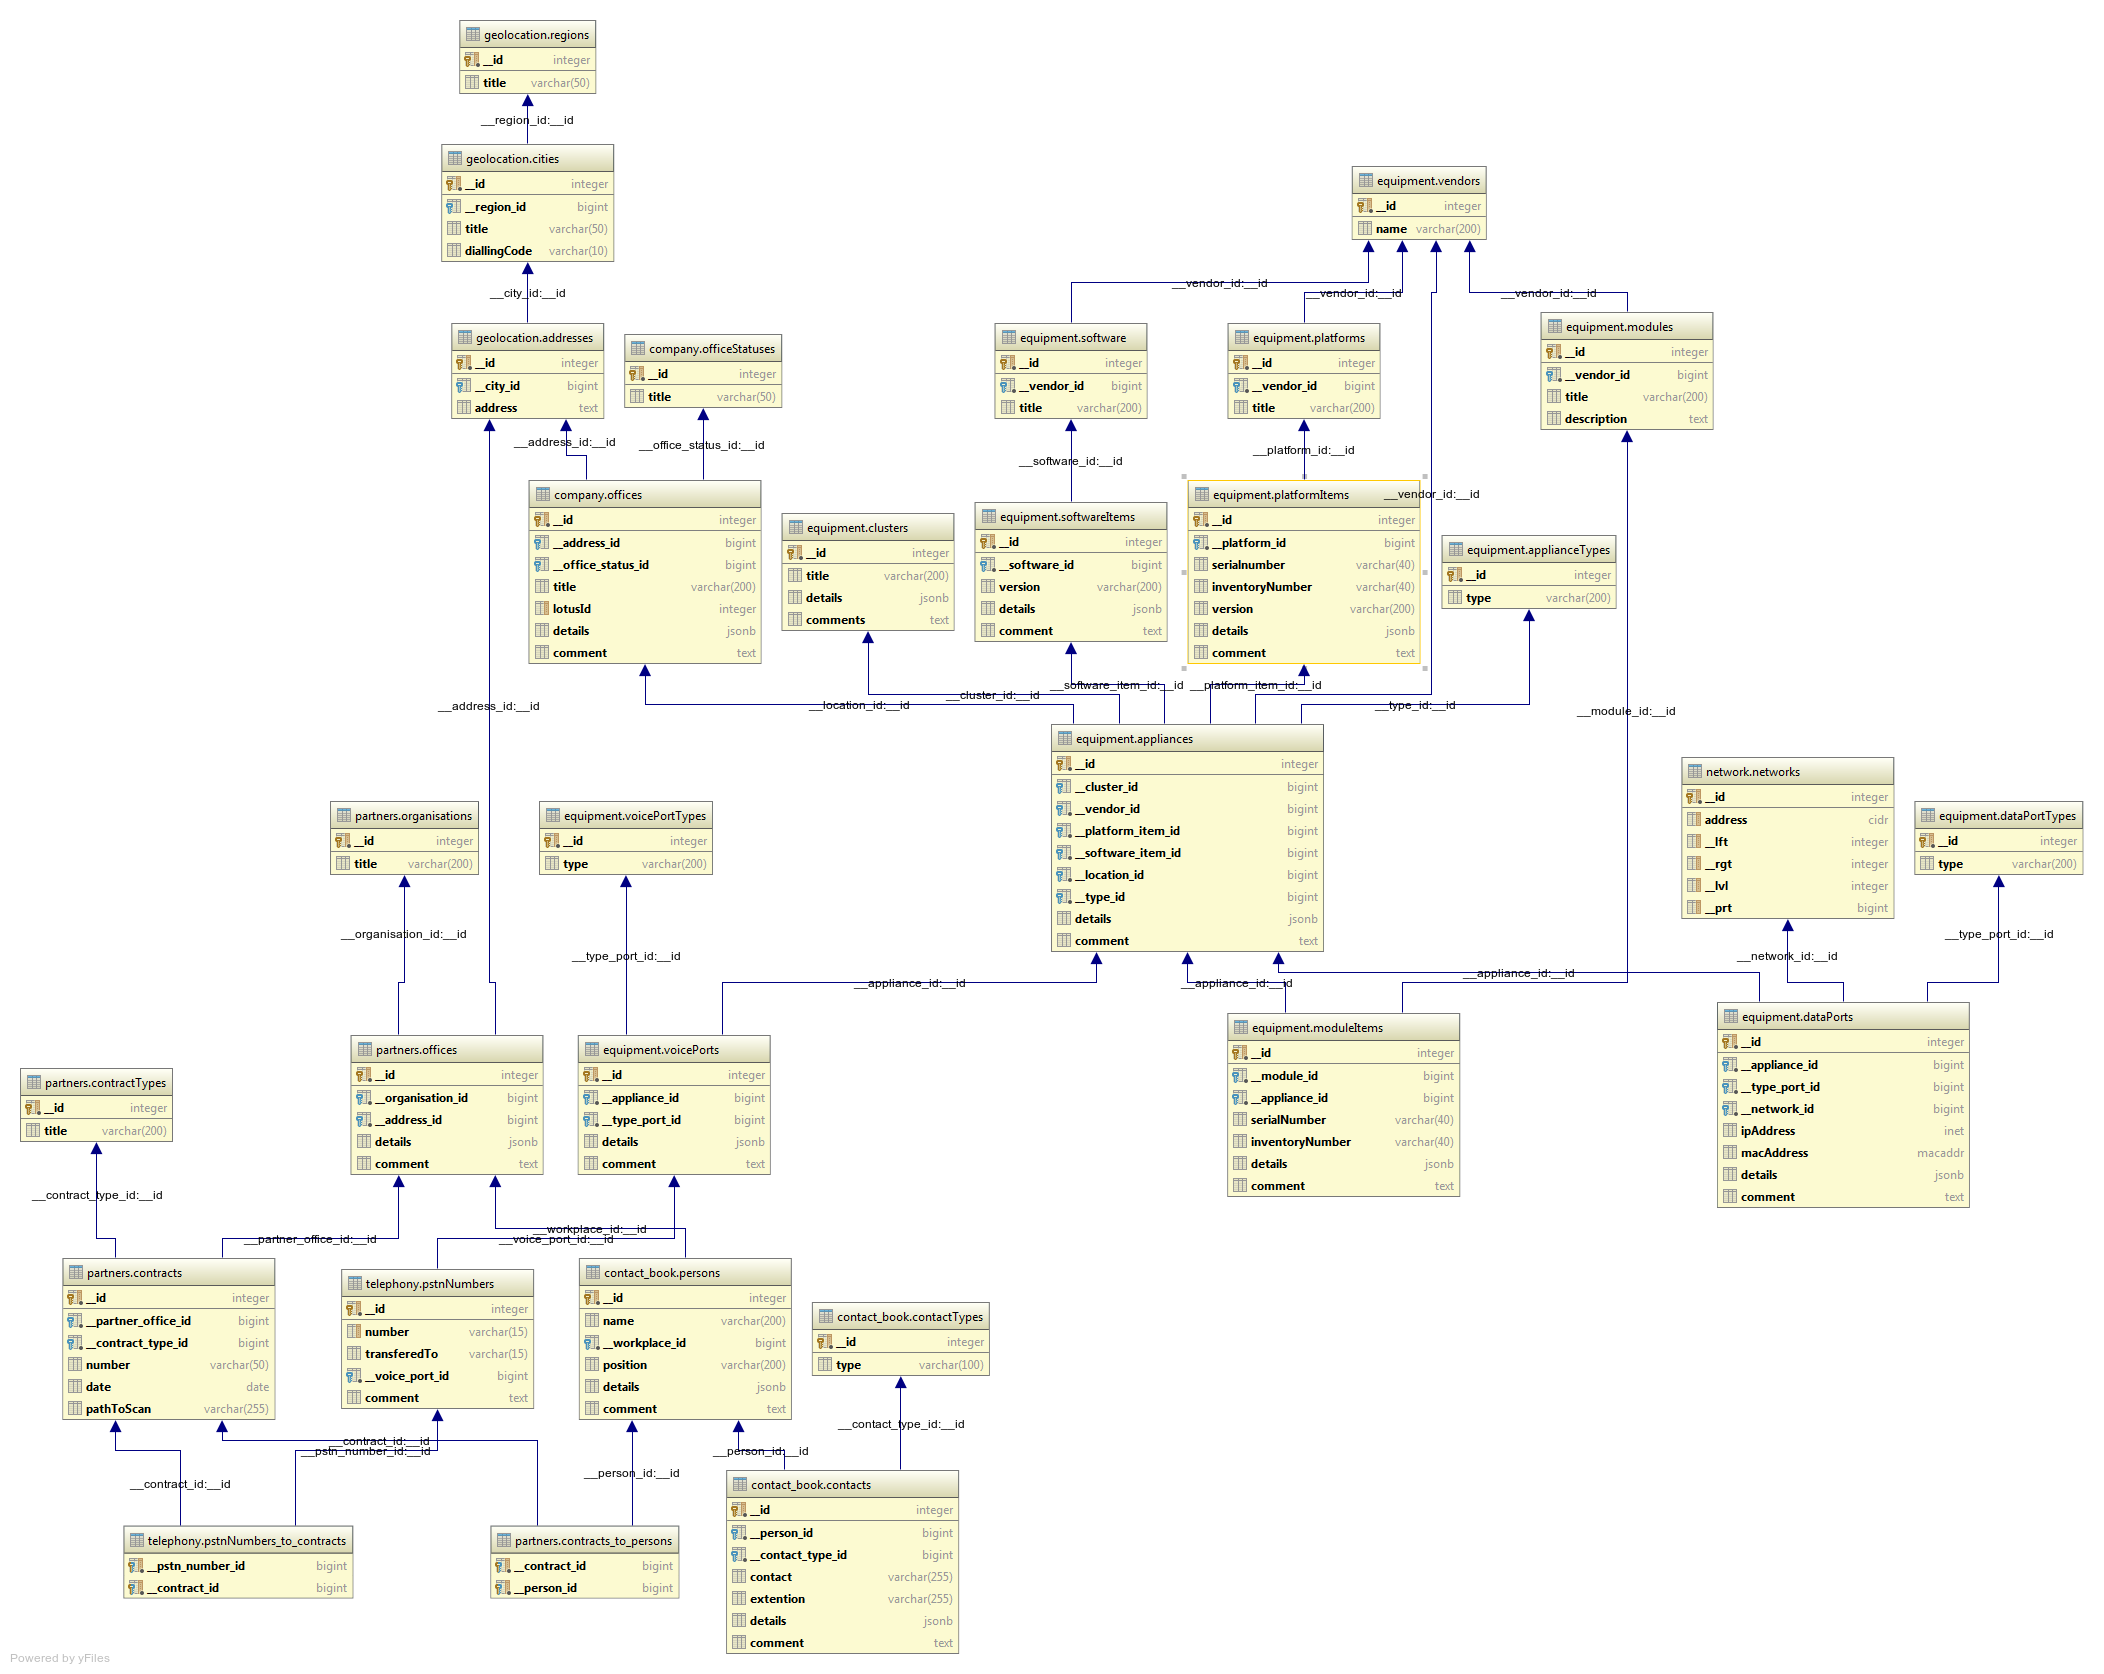 geolocation.regions
__id integer
title varchar(50)
__region_id:__id
geolocation.cities
__id integer
__region_id bigint
title varchar(50)
diallingCode varchar(10)
__city_id:__id
geolocation.addresses
__id integer
__city_id bigint
address text
company.officeStatuses
__id integer
title varchar(50)
__address_id:__id
__office_status_id:__id
company.offices
__id integer
__address_id bigint
__office_status_id bigint
title varchar(200)
lotusId integer
details jsonb
comment text
equipment.vendors
__id integer
name varchar(200)
__vendor_id:__id
__vendor_id:__id
__vendor_id:__id
equipment.software
__id integer
__vendor_id bigint
title varchar(200)
equipment.platforms
__id integer
__vendor_id bigint
title varchar(200)
equipment.modules
__id integer
__vendor_id bigint
title varchar(200)
description text
__software_id:__id
__platform_id:__id
equipment.clusters
__id integer
title varchar(200)
details jsonb
comments text
equipment.softwareItems
__id integer
__software_id bigint
version varchar(200)
details jsonb
comment text
equipment.platformItems
__id integer
__platform_id bigint
serialnumber varchar(40)
inventoryNumber varchar(40)
version varchar(200)
details jsonb
comment text
__vendor_id:__id
equipment.applianceTypes
__id integer
type varchar(200)
__location_id:__id
__cluster_id:__id
__software_item_id:__id
__platform_item_id:__id
__type_id:__id
__address_id:__id
__module_id:__id
equipment.appliances
__id integer
__cluster_id bigint
__vendor_id bigint
__platform_item_id bigint
__software_item_id bigint
__location_id bigint
__type_id bigint
details jsonb
comment text
network.networks
__id integer
address cidr
__lft integer
__rgt integer
__lvl integer
__prt bigint
equipment.dataPortTypes
__id integer
type varchar(200)
partners.organisations
__id integer
title varchar(200)
equipment.voicePortTypes
__id integer
type varchar(200)
__organisation_id:__id
__type_port_id:__id
__appliance_id:__id
__appliance_id:__id
__appliance_id:__id
__network_id:__id
__type_port_id:__id
partners.offices
__id integer
__organisation_id bigint
__address_id bigint
details jsonb
comment text
equipment.voicePorts
__id integer
__appliance_id bigint
__type_port_id bigint
details jsonb
comment text
equipment.moduleItems
__id integer
__module_id bigint
__appliance_id bigint
serialNumber varchar(40)
inventoryNumber varchar(40)
details jsonb
comment text
equipment.dataPorts
__id integer
__appliance_id bigint
__type_port_id bigint
__network_id bigint
ipAddress inet
macAddress macaddr
details jsonb
comment text
partners.contractTypes
__id integer
title varchar(200)
__contract_type_id:__id
__partner_office_id:__id
__workplace_id:__id
__voice_port_id:__id
partners.contracts
__id integer
__partner_office_id bigint
__contract_type_id bigint
number varchar(50)
date date
pathToScan varchar(255)
telephony.pstnNumbers
__id integer
number varchar(15)
transferedTo varchar(15)
__voice_port_id bigint
comment text
contact_book.persons
__id integer
name varchar(200)
__workplace_id bigint
position varchar(200)
details jsonb
comment text
contact_book.contactTypes
__id integer
type varchar(100)
__contract_id:__id
__pstn_number_id:__id
__contract_id:__id
__person_id:__id
__person_id:__id
__contact_type_id:__id
telephony.pstnNumbers_to_contracts
__pstn_number_id bigint
__contract_id bigint
partners.contracts_to_persons
__contract_id bigint
__person_id bigint
contact_book.contacts
__id integer
__person_id bigint
__contact_type_id bigint
contact varchar(255)
extention varchar(255)
details jsonb
comment text
Powered by yFiles